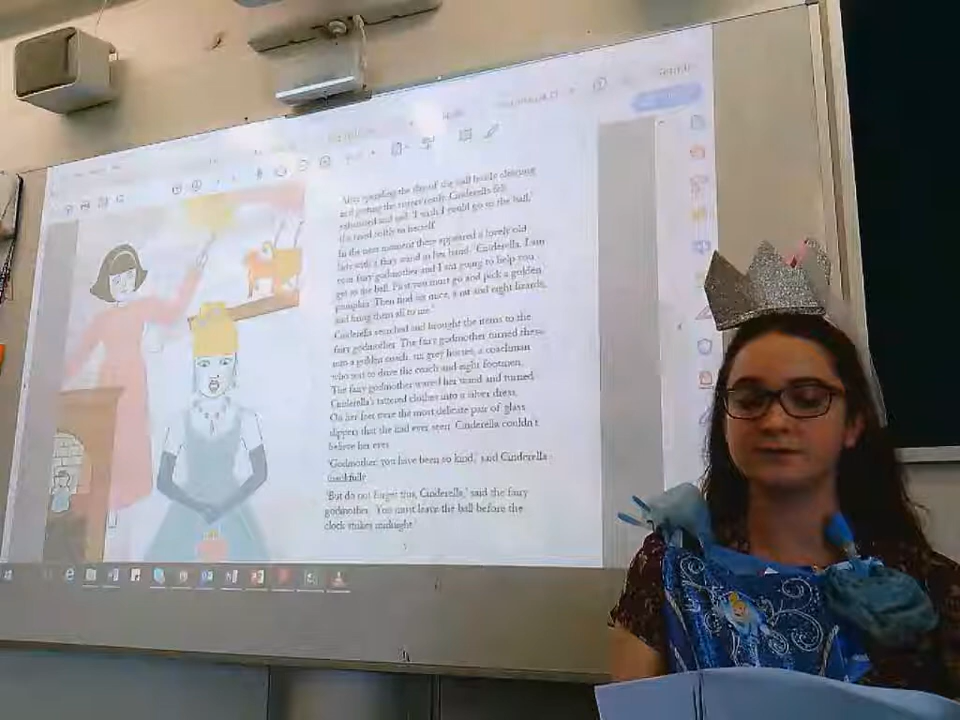 After spending the day of the ball busily cleaning
and getting the sisters ready, Cinderella felt
exhausted and sad. 'I wish I could go to the ball,'
she sighed softly to herself.
In the next moment there appeared a lovely old
lady with a fairy wand in her hand. 'Cinderella, I am
your fairy godmother and I am going to help you
get to the ball. First you must go and pick a golden
pumpkin. Then find six mice, a rat and eight lizards,
and bring them all to me.'
Cinderella searched and brought the items to the
fairy godmother. The fairy godmother turned these
into a golden coach, six grey horses, a coachman
who was to drive the coach and eight footmen.
The fairy godmother waved her wand and turned
Cinderella's tattered clothes into a silver dress.
On her feet were the most delicate pair of glass
slippers that she had ever seen. Cinderella couldn't
believe her eyes.
'Godmother, you have been so kind,' said Cinderella
thankfully.
'But do not forget this, Cinderella,' said the fairy
godmother. 'You must leave the ball before the
clock strikes midnight.'